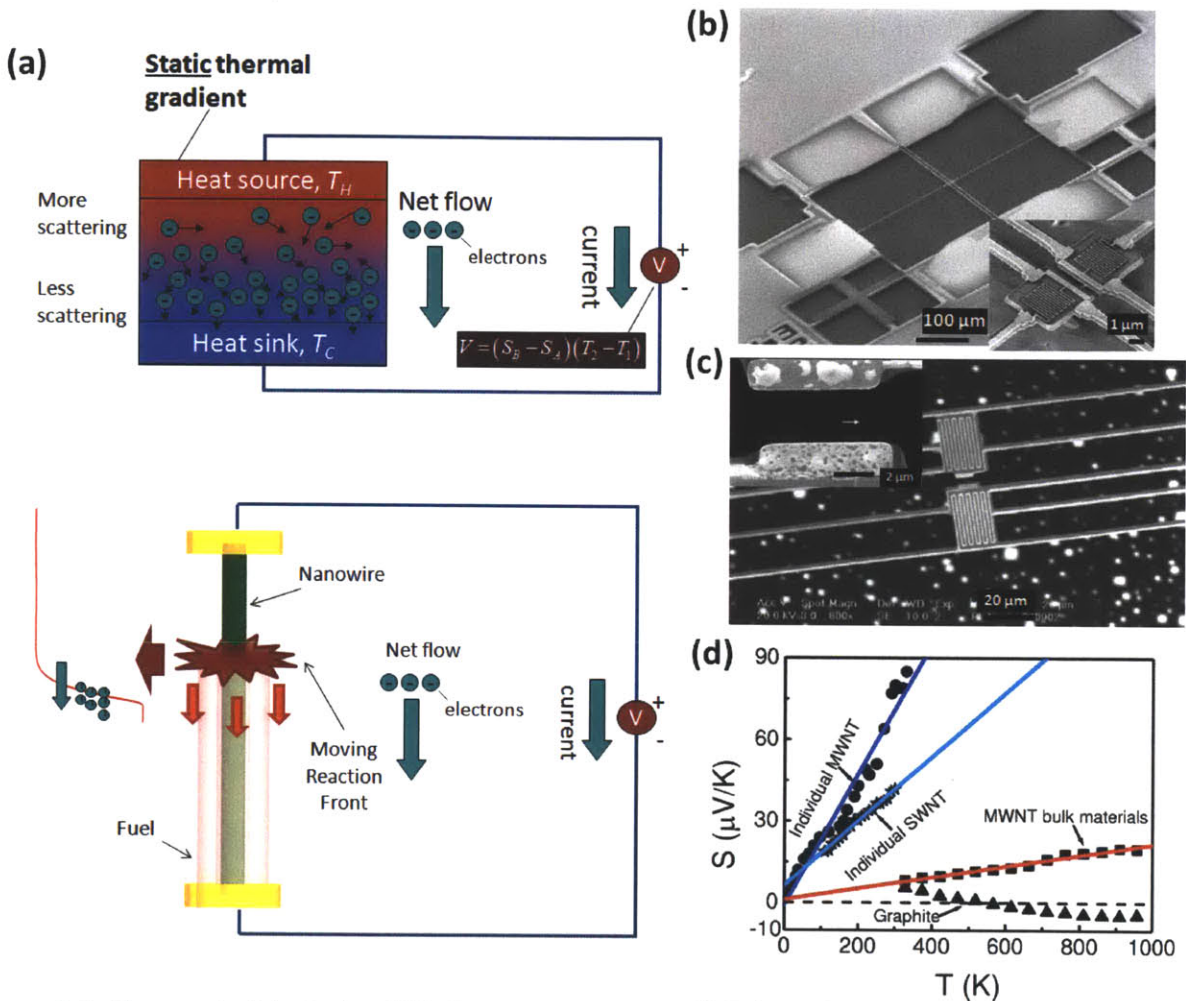 (a)
Static thermal
gradient
Heat source, T_H
More
scattering
Less
scattering
Heat sink, T_C
Net flow
electrons
current
V
+
-
V = (S_B − S_A)(T_2 − T_1)
Nanowire
Net flow
electrons
Moving
Reaction
Front
Fuel
current
V
+
-
(b)
100 μm
1 μm
(c)
2 μm
Spot Magn
800x
20 μm
(d)
90
60
30
0
-10
S (μV/K)
Individual MWNT
Individual SWNT
MWNT bulk materials
Graphite
0
200
400
600
800
1000
T (K)